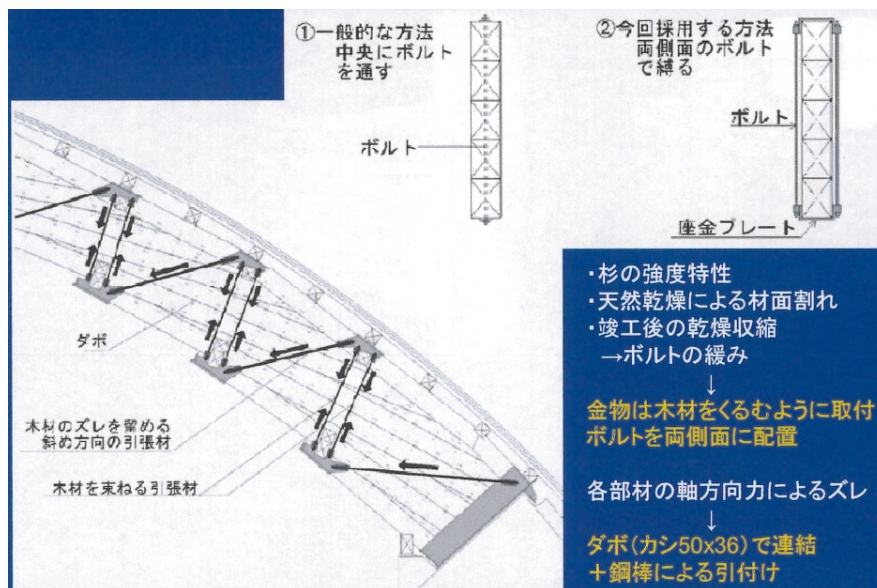 ①一般的な方法
中央にボルト
を通す
ボルト
②今回採用する方法
両側面のボルト
で縛る
ボルト
座金プレート
ダボ
木材のズレを留める
斜め方向の引張材
木材を束ねる引張材
・杉の強度特性
・天然乾燥による材面割れ
・竣工後の乾燥収縮
→ボルトの緩み
↓
金物は木材をくるむように取付
ボルトを両側面に配置
各部材の軸方向力によるズレ
↓
ダボ(カシ50x36)で連結
+鋼棒による引付け